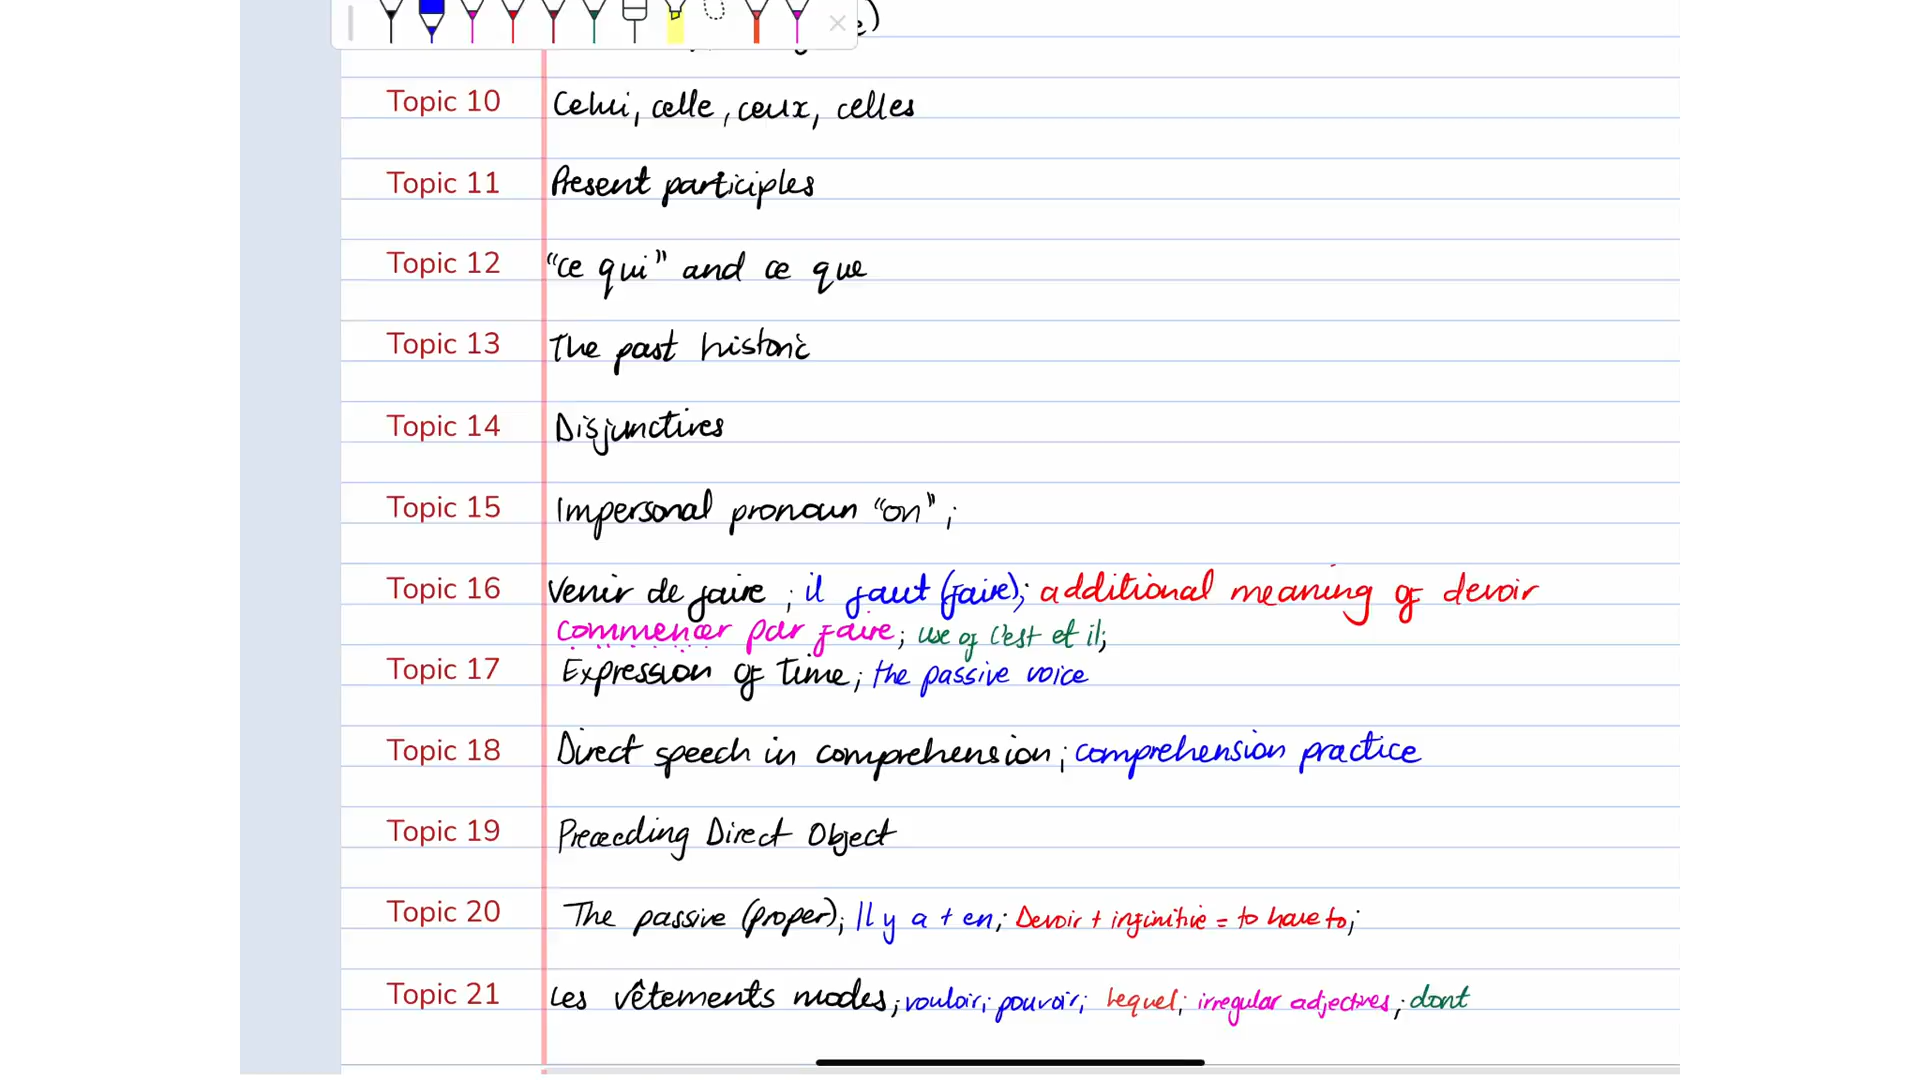 e)
Topic 10 Celui, celle, ceux, celles
Topic 11 Present participles
Topic 12 "ce qui" and ce que
Topic 13 The past historic
Topic 14 Disjunctives
Topic 15 Impersonal pronoun "on" ;
Topic 16 Venir de faire ; il faut (faire); additional meaning of devoir
commencer par faire; use of c'est et il;
Topic 17 Expression of time; the passive voice
Topic 18 Direct speech in comprehension; comprehension practice
Topic 19 Preceeding Direct Object
Topic 20 The passive (proper); Il y a + en; Devoir + infinitive = to have to;
Topic 21 Les vêtements modes; vouloir; pouvoir; lequel; irregular adjectives; dont